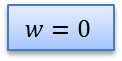 w = 0